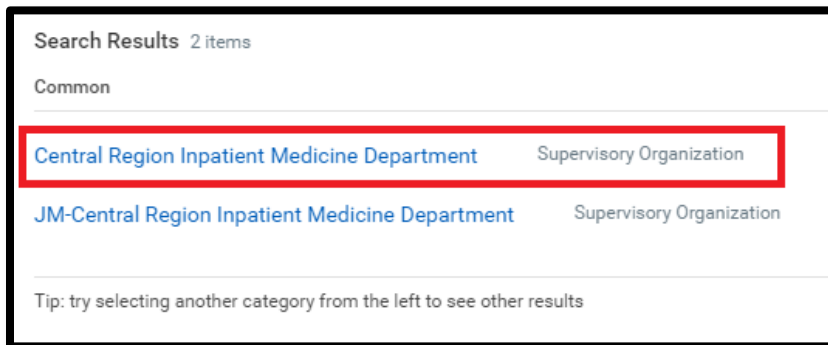 Search Results 2 items
Common
Central Region Inpatient Medicine Department Supervisory Organization
JM-Central Region Inpatient Medicine Department Supervisory Organization
Tip: try selecting another category from the left to see other results